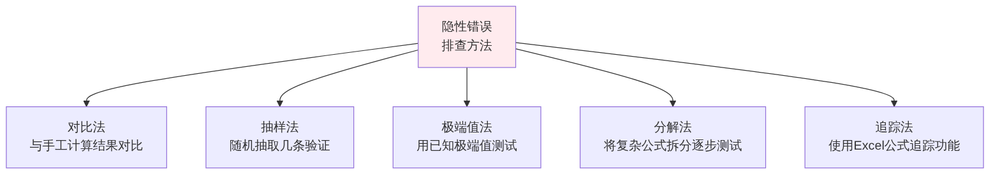 隐性错误
排查方法
对比法
与手工计算结果对比
抽样法
随机抽取几条验证
极端值法
用已知极端值测试
分解法
将复杂公式拆分逐步测试
追踪法
使用Excel公式追踪功能